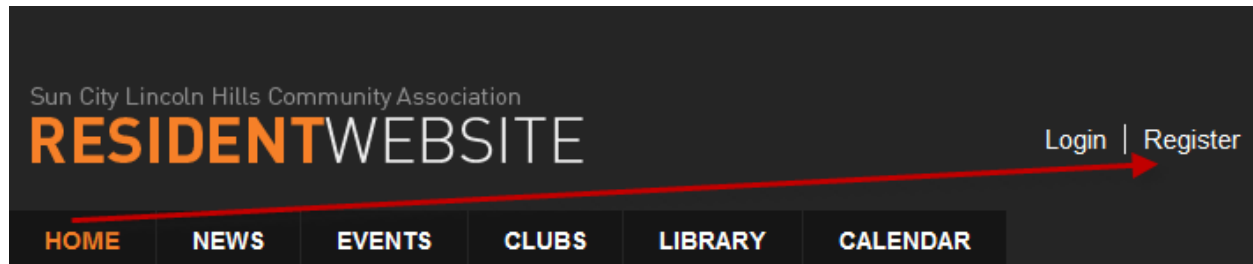 Sun City Lincoln Hills Community Association
RESIDENTWEBSITE
Login | Register
HOME NEWS EVENTS CLUBS LIBRARY CALENDAR